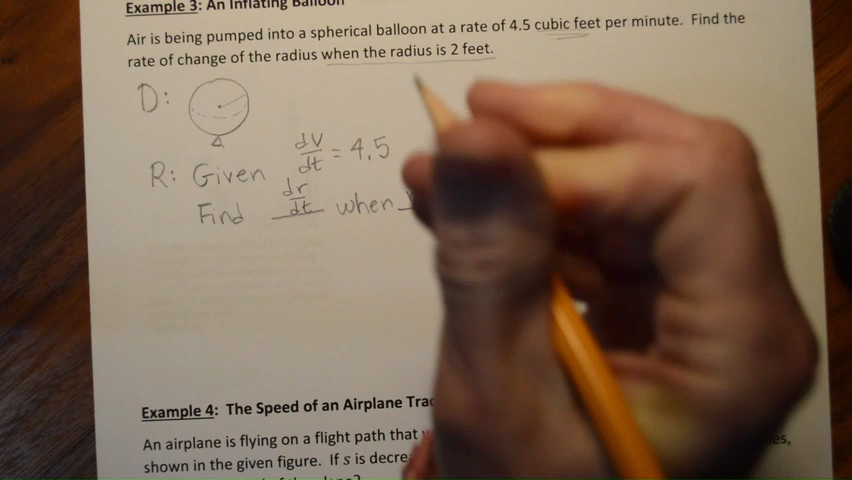 Example 3: An Inflating Balloon
Air is being pumped into a spherical balloon at a rate of 4.5 cubic feet per minute. Find the
rate of change of the radius when the radius is 2 feet.
D:
R: Given dV/dt = 4.5
Find dr/dt when
Example 4: The Speed of an Airplane
An airplane is flying on a flight path that
shown in the given figure. If s is